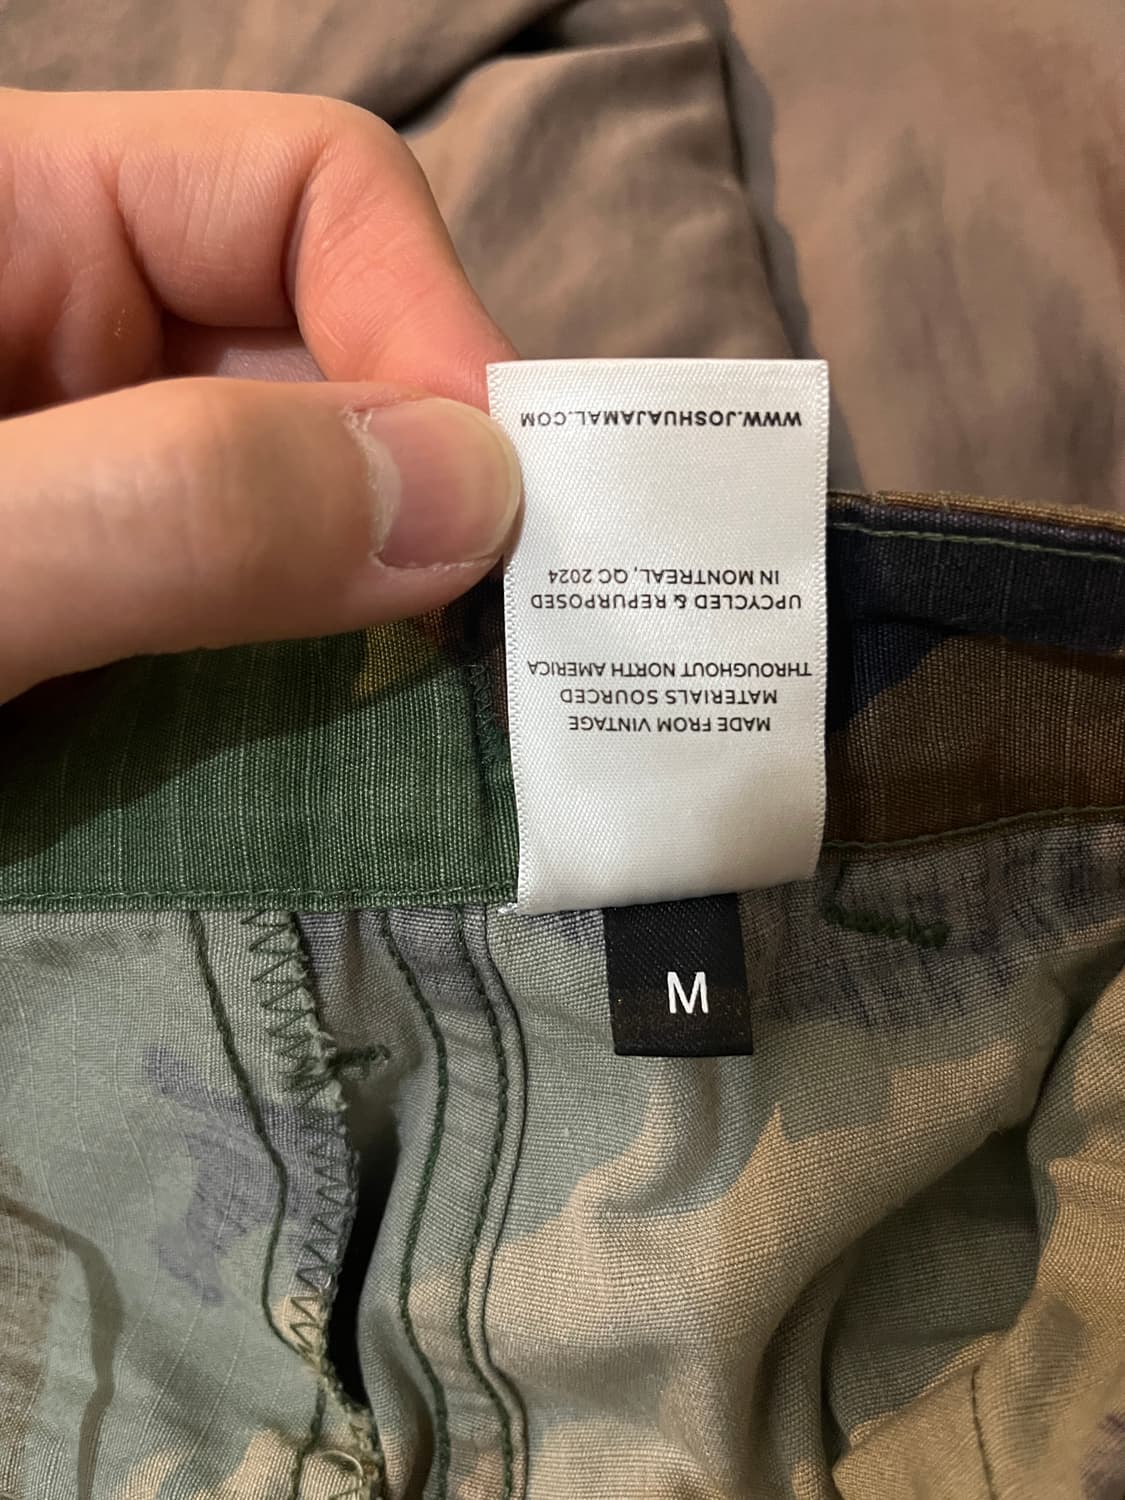 MADE FROM VINTAGE
MATERIALS SOURCED
THROUGHOUT NORTH AMERICA
UPCYCLED & REPURPOSED
IN MONTREAL, QC 2024
WWW.JOSHUAJAMAL.COM
M